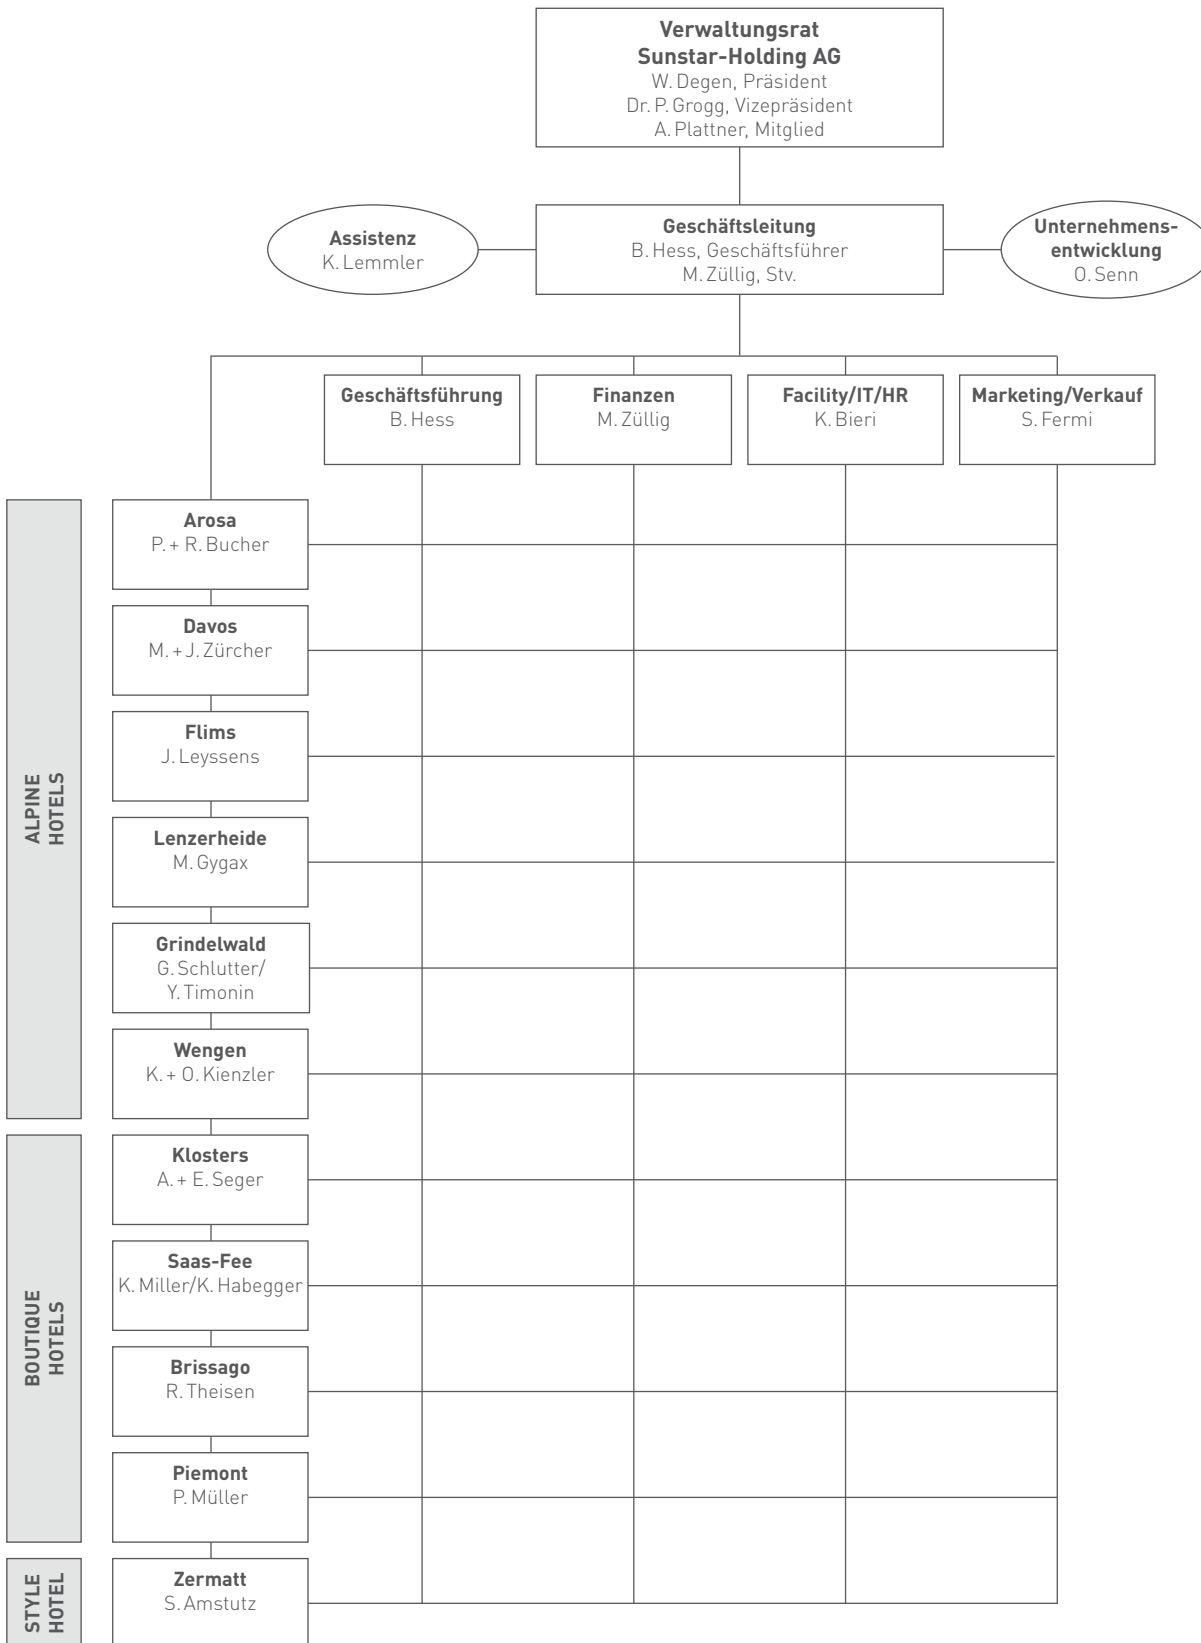 Verwaltungsrat
Sunstar-Holding AG
W. Degen, Präsident
Dr. P. Grogg, Vizepräsident
A. Plattner, Mitglied
Assistenz
K. Lemmler
Geschäftsleitung
B. Hess, Geschäftsführer
M. Züllig, Stv.
Unternehmens-
entwicklung
O. Senn
Geschäftsführung
B. Hess
Finanzen
M. Züllig
Facility/IT/HR
K. Bieri
Marketing/Verkauf
S. Fermi
ALPINE
HOTELS
Arosa
P. + R. Bucher
Davos
M. + J. Zürcher
Flims
J. Leyssens
Lenzerheide
M. Gygax
Grindelwald
G. Schlutter/
Y. Timonin
Wengen
K. + O. Kienzler
BOUTIQUE
HOTELS
Klosters
A. + E. Seger
Saas-Fee
K. Miller/K. Habegger
Brissago
R. Theisen
Piemont
P. Müller
STYLE
HOTEL
Zermatt
S. Amstutz